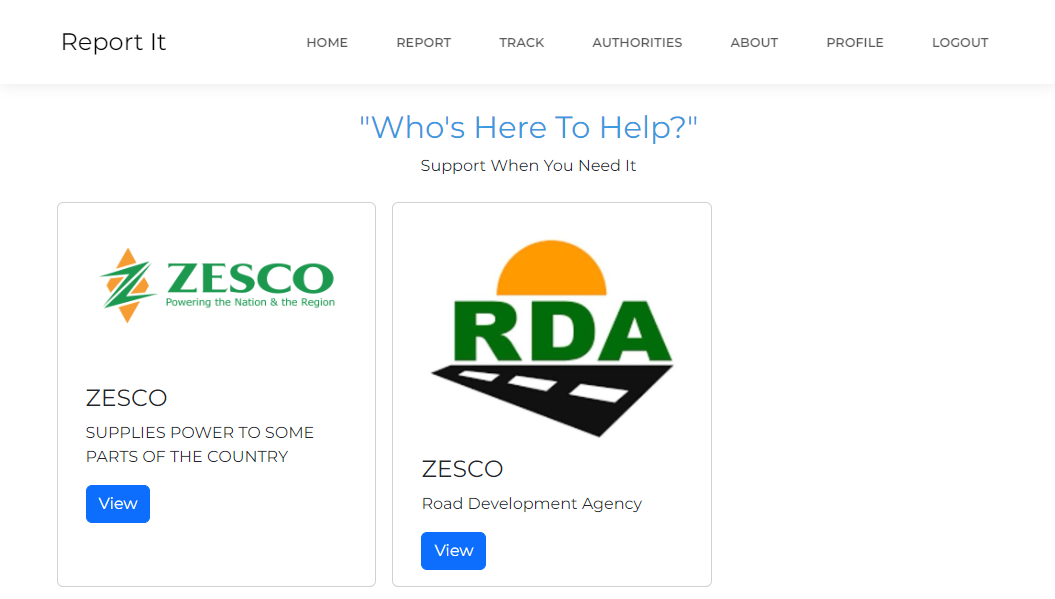 Report It
HOME REPORT TRACK AUTHORITIES ABOUT PROFILE LOGOUT
"Who's Here To Help?"
Support When You Need It
ZESCO
Powering the Nation & the Region
ZESCO
SUPPLIES POWER TO SOME
PARTS OF THE COUNTRY
View
RDA
ZESCO
Road Development Agency
View